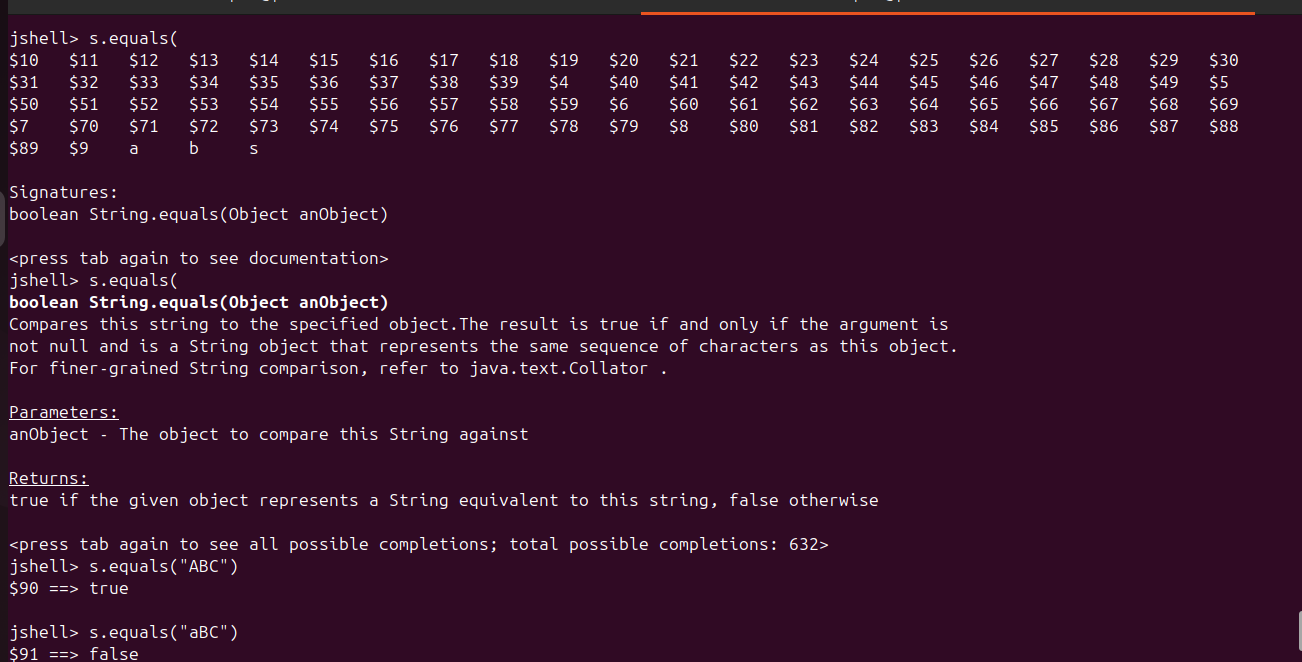 jshell> s.equals(
$10 $11 $12 $13 $14 $15 $16 $17 $18 $19 $20 $21 $22 $23 $24 $25 $26 $27 $28 $29 $30
$31 $32 $33 $34 $35 $36 $37 $38 $39 $4 $40 $41 $42 $43 $44 $45 $46 $47 $48 $49 $5
$50 $51 $52 $53 $54 $55 $56 $57 $58 $59 $6 $60 $61 $62 $63 $64 $65 $66 $67 $68 $69
$7 $70 $71 $72 $73 $74 $75 $76 $77 $78 $79 $8 $80 $81 $82 $83 $84 $85 $86 $87 $88
$89 $9 a b s
Signatures:
boolean String.equals(Object anObject)
<press tab again to see documentation>
jshell> s.equals(
boolean String.equals(Object anObject)
Compares this string to the specified object.The result is true if and only if the argument is
not null and is a String object that represents the same sequence of characters as this object.
For finer-grained String comparison, refer to java.text.Collator .
Parameters:
anObject - The object to compare this String against
Returns:
true if the given object represents a String equivalent to this string, false otherwise
<press tab again to see all possible completions; total possible completions: 632>
jshell> s.equals("ABC")
$90 ==> true
jshell> s.equals("aBC")
$91 ==> false